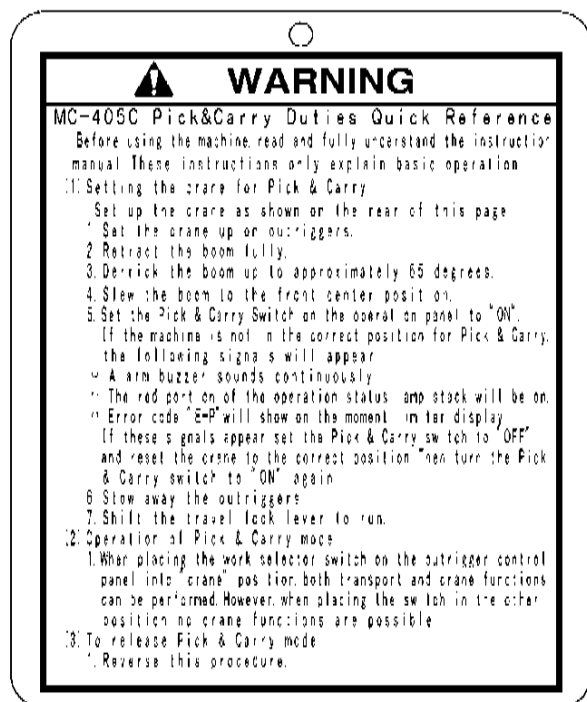 WARNING
MC-405C Pick&Carry Duties Quick Reference
Before using the machine, read and fully understand the instruction
manual These instructions only explain basic operation
(1) Setting the crane for Pick & Carry
Set up the crane as shown on the rear of this page
1 Set the crane up on outriggers.
2 Retract the boom fully.
3. Derrick the boom up to approximately 65 degrees.
4. Slew the boom to the front center position.
5. Set the Pick & Carry Switch on the operation panel to "ON".
If the machine is not in the correct position for Pick & Carry,
the following signals will appear
Alarm buzzer sounds continuously
The red portion of the operation status lamp stack will be on.
Error code "E-P" will show on the moment limiter display
If these signals appear set the Pick & Carry switch to "OFF"
and reset the crane to the correct position Then turn the Pick
& Carry switch to "ON" again
6 Stow away the outriggers
7. Shift the travel lock lever to run.
(2) Operation of Pick & Carry mode
1. When placing the work selector switch on the outrigger control
panel into "crane" position, both transport and crane functions
can be performed. However, when placing the switch in the other
position no crane functions are possible
(3) To release Pick & Carry mode
1. Reverse this procedure.